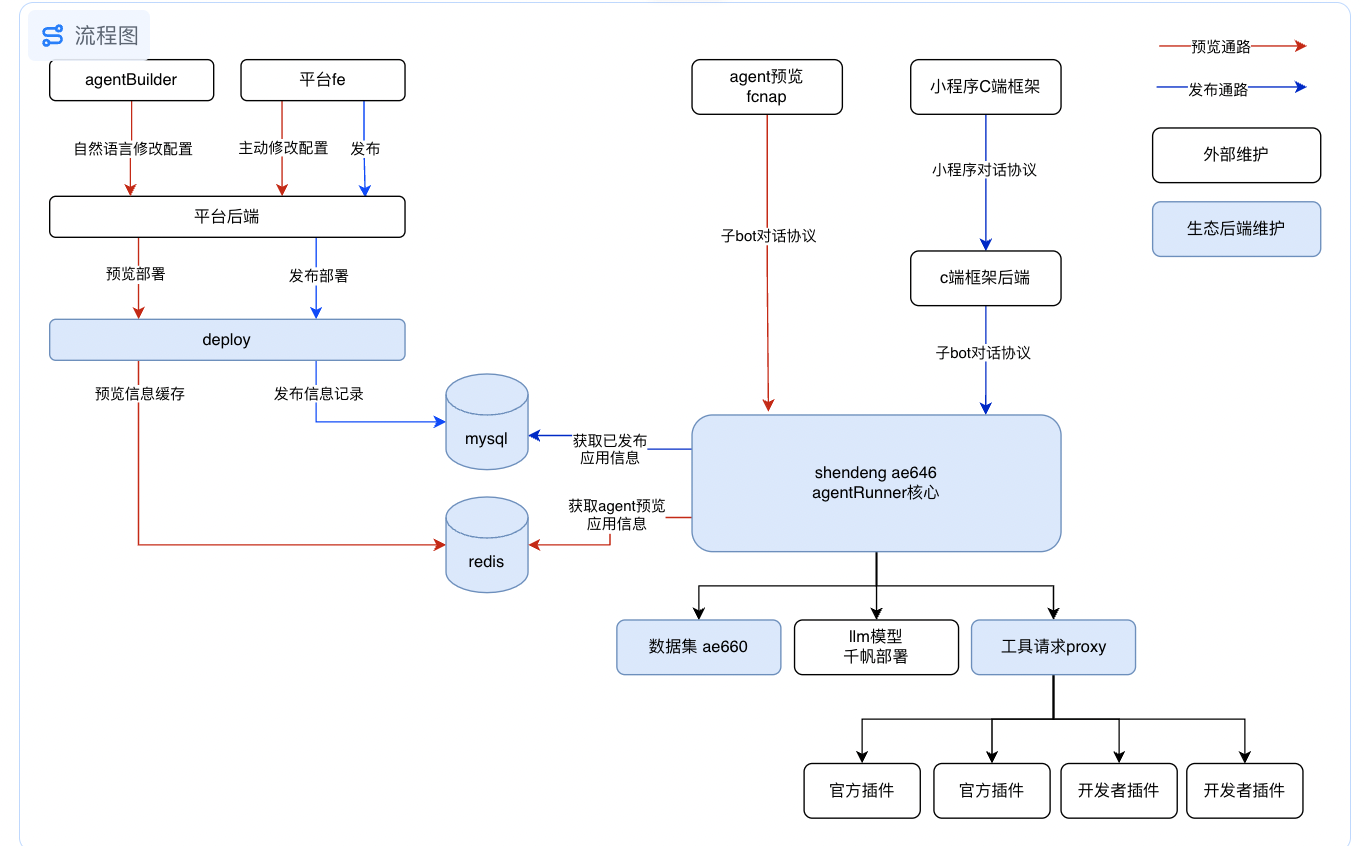 流程图
agentBuilder
平台fe
agent预览
fcnap
小程序C端框架
预览通路
发布通路
外部维护
生态后端维护
自然语言修改配置
主动修改配置
发布
平台后端
小程序对话协议
子bot对话协议
c端框架后端
预览部署
发布部署
deploy
子bot对话协议
预览信息缓存
发布信息记录
mysql
获取已发布
应用信息
shendeng ae646
agentRunner核心
获取agent预览
应用信息
redis
数据集 ae660
llm模型
千帆部署
工具请求proxy
官方插件
官方插件
开发者插件
开发者插件